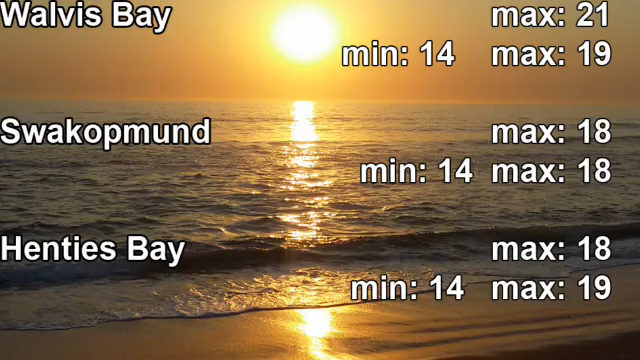 Walvis Bay max: 21
min: 14 max: 19
Swakopmund max: 18
min: 14 max: 18
Henties Bay max: 18
min: 14 max: 19